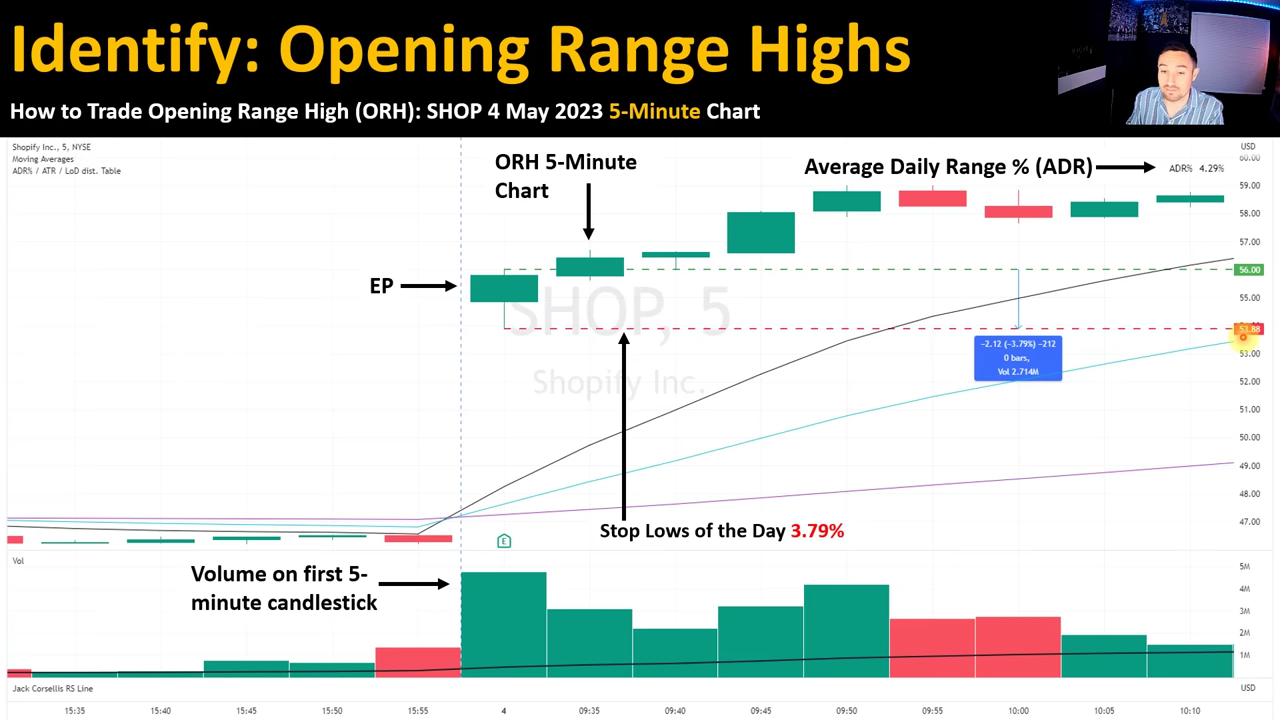 Identify: Opening Range Highs
How to Trade Opening Range High (ORH): SHOP 4 May 2023 5-Minute Chart
Shopify Inc., 5, NYSE
Moving Averages
ADR% / ATR / LoD dist. Table
ORH 5-Minute
Chart
Average Daily Range % (ADR)
ADR% 4.29%
USD
60.00
59.00
58.00
57.00
56.00
55.00
53.88
53.00
52.00
51.00
50.00
49.00
48.00
47.00
EP
SHOP, 5
Shopify Inc.
−2.12 (−3.79%) −212
0 bars,
Vol 2.714M
Stop Lows of the Day 3.79%
E
Vol
Volume on first 5-
minute candlestick
5M
4M
3M
2M
1M
Jack Corsellis RS Line
USD
15:35
15:40
15:45
15:50
15:55
4
09:35
09:40
09:45
09:50
09:55
10:00
10:05
10:10